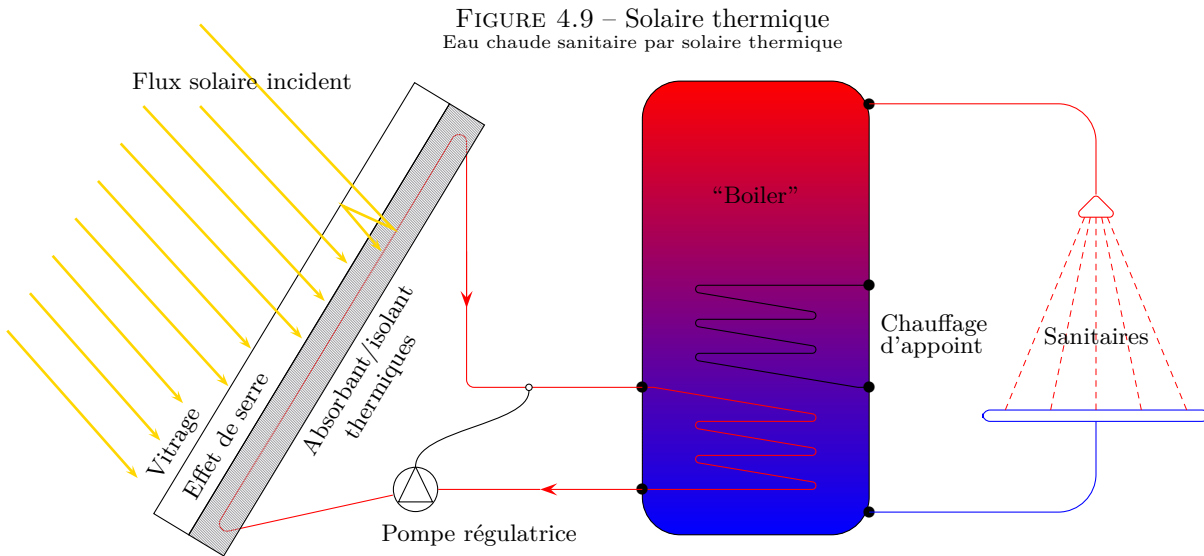 FIGURE 4.9 – Solaire thermique
Eau chaude sanitaire par solaire thermique
Flux solaire incident
“Boiler”
Chauffage
d’appoint
Sanitaires
Vitrage
Effet de serre
Absorbant/isolant
thermiques
Pompe régulatrice